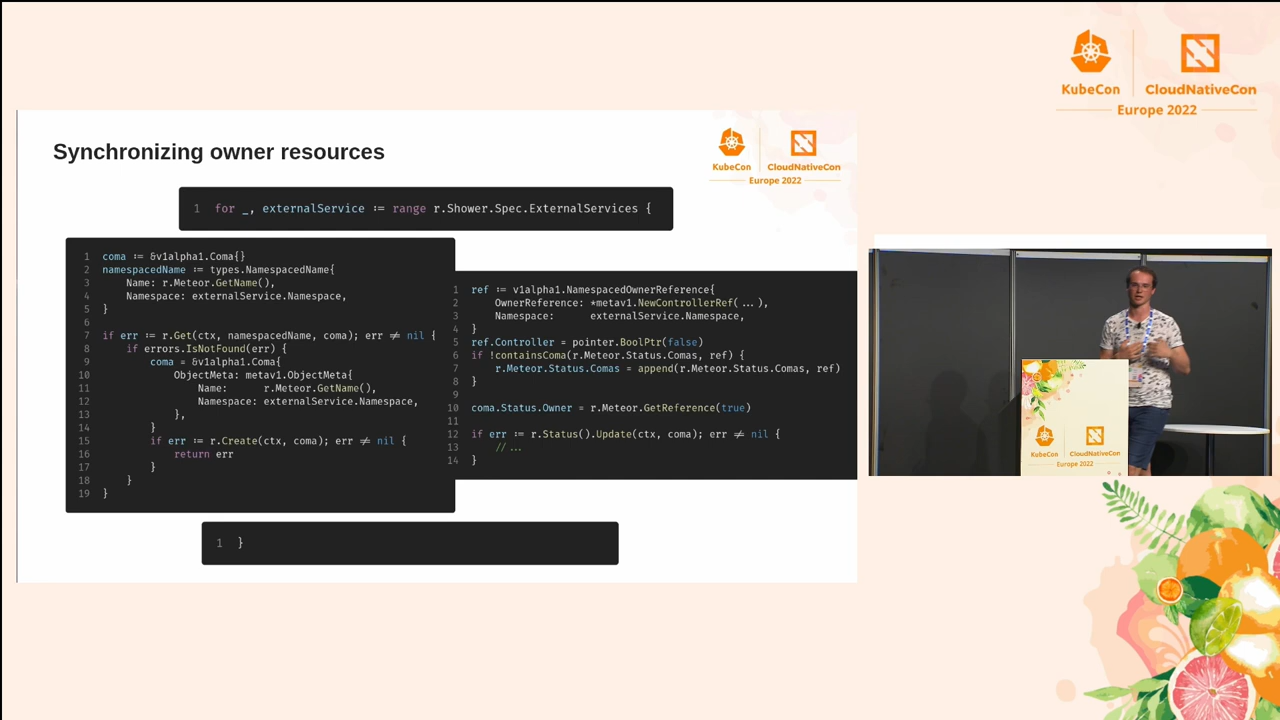 KubeCon
CloudNativeCon
Europe 2022
Synchronizing owner resources
KubeCon
CloudNativeCon
Europe 2022
1 for _, externalService := range r.Shower.Spec.ExternalServices {
1 coma := &v1alpha1.Coma{}
2 namespacedName := types.NamespacedName{
3 Name: r.Meteor.GetName(),
4 Namespace: externalService.Namespace,
5 }
6
7 if err := r.Get(ctx, namespacedName, coma); err ≠ nil {
8 if errors.IsNotFound(err) {
9 coma = &v1alpha1.Coma{
10 ObjectMeta: metav1.ObjectMeta{
11 Name: r.Meteor.GetName(),
12 Namespace: externalService.Namespace,
13 },
14 }
15 if err := r.Create(ctx, coma); err ≠ nil {
16 return err
17 }
18 }
19 }
1 ref := v1alpha1.NamespacedOwnerReference{
2 OwnerReference: *metav1.NewControllerRef(...),
3 Namespace: externalService.Namespace,
4 }
5 ref.Controller = pointer.BoolPtr(false)
6 if !containsComa(r.Meteor.Status.Comas, ref) {
7 r.Meteor.Status.Comas = append(r.Meteor.Status.Comas, ref)
8 }
9
10 coma.Status.Owner = r.Meteor.GetReference(true)
11
12 if err := r.Status().Update(ctx, coma); err ≠ nil {
13 //...
14 }
1 }
KubeCon
CloudNativeCon
Europe 2022